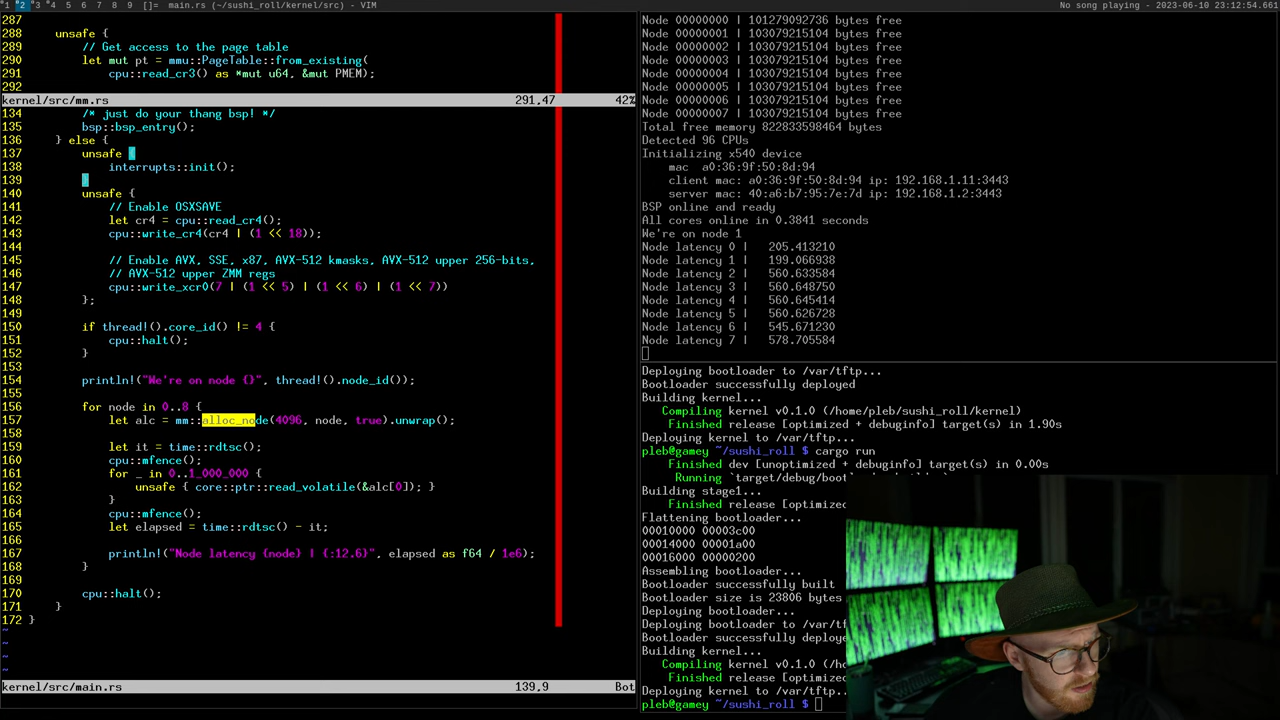 1 2 3 4 5 6 7 8 9 []= main.rs (~/sushi_roll/kernel/src) - VIM
No song playing - 2023-06-10 23:12:54.661
287
288 unsafe {
289 // Get access to the page table
290 let mut pt = mmu::PageTable::from_existing(
291 cpu::read_cr3() as *mut u64, &mut PMEM);
292
kernel/src/mm.rs 291,47 42%
134 /* just do your thang bsp! */
135 bsp::bsp_entry();
136 } else {
137 unsafe {
138 interrupts::init();
139 }
140 unsafe {
141 // Enable OSXSAVE
142 let cr4 = cpu::read_cr4();
143 cpu::write_cr4(cr4 | (1 << 18));
144
145 // Enable AVX, SSE, x87, AVX-512 kmasks, AVX-512 upper 256-bits,
146 // AVX-512 upper ZMM regs
147 cpu::write_xcr0(7 | (1 << 5) | (1 << 6) | (1 << 7))
148 };
149
150 if thread!().core_id() != 4 {
151 cpu::halt();
152 }
153
154 println!("We're on node {}", thread!().node_id());
155
156 for node in 0..8 {
157 let alc = mm::alloc_node(4096, node, true).unwrap();
158
159 let it = time::rdtsc();
160 cpu::mfence();
161 for _ in 0..1_000_000 {
162 unsafe { core::ptr::read_volatile(&alc[0]); }
163 }
164 cpu::mfence();
165 let elapsed = time::rdtsc() - it;
166
167 println!("Node latency {node} | {:12.6}", elapsed as f64 / 1e6);
168 }
169
170 cpu::halt();
171 }
172 }
~
~
~
~
kernel/src/main.rs 139,9 Bot
Node 00000000 | 101279092736 bytes free
Node 00000001 | 103079215104 bytes free
Node 00000002 | 103079215104 bytes free
Node 00000003 | 103079215104 bytes free
Node 00000004 | 103079215104 bytes free
Node 00000005 | 103079215104 bytes free
Node 00000006 | 103079215104 bytes free
Node 00000007 | 103079215104 bytes free
Total free memory 822833598464 bytes
Detected 96 CPUs
Initializing x540 device
mac a0:36:9f:50:8d:94
client mac: a0:36:9f:50:8d:94 ip: 192.168.1.11:3443
server mac: 40:a6:b7:95:7e:7d ip: 192.168.1.2:3443
BSP online and ready
All cores online in 0.3841 seconds
We're on node 1
Node latency 0 | 205.413210
Node latency 1 | 199.066938
Node latency 2 | 560.633584
Node latency 3 | 560.648750
Node latency 4 | 560.645414
Node latency 5 | 560.626728
Node latency 6 | 545.671230
Node latency 7 | 578.705584
Deploying bootloader to /var/tftp...
Bootloader successfully deployed
Building kernel...
Compiling kernel v0.1.0 (/home/pleb/sushi_roll/kernel)
Finished release [optimized + debuginfo] target(s) in 1.90s
Deploying kernel to /var/tftp...
pleb@gamey ~/sushi_roll $ cargo run
Finished dev [unoptimized + debuginfo] target(s) in 0.00s
Running `target/debug/boot
Building stage1...
Finished release [optimized
Flattening bootloader...
00010000 00003c00
00014000 00001a00
00016000 00000200
Assembling bootloader...
Bootloader successfully built
Bootloader size is 23806 bytes
Deploying bootloader...
Deploying bootloader to /var/tf
Bootloader successfully deploye
Building kernel...
Compiling kernel v0.1.0 (/ho
Finished release [optimized
Deploying kernel to /var/tftp...
pleb@gamey ~/sushi_roll $